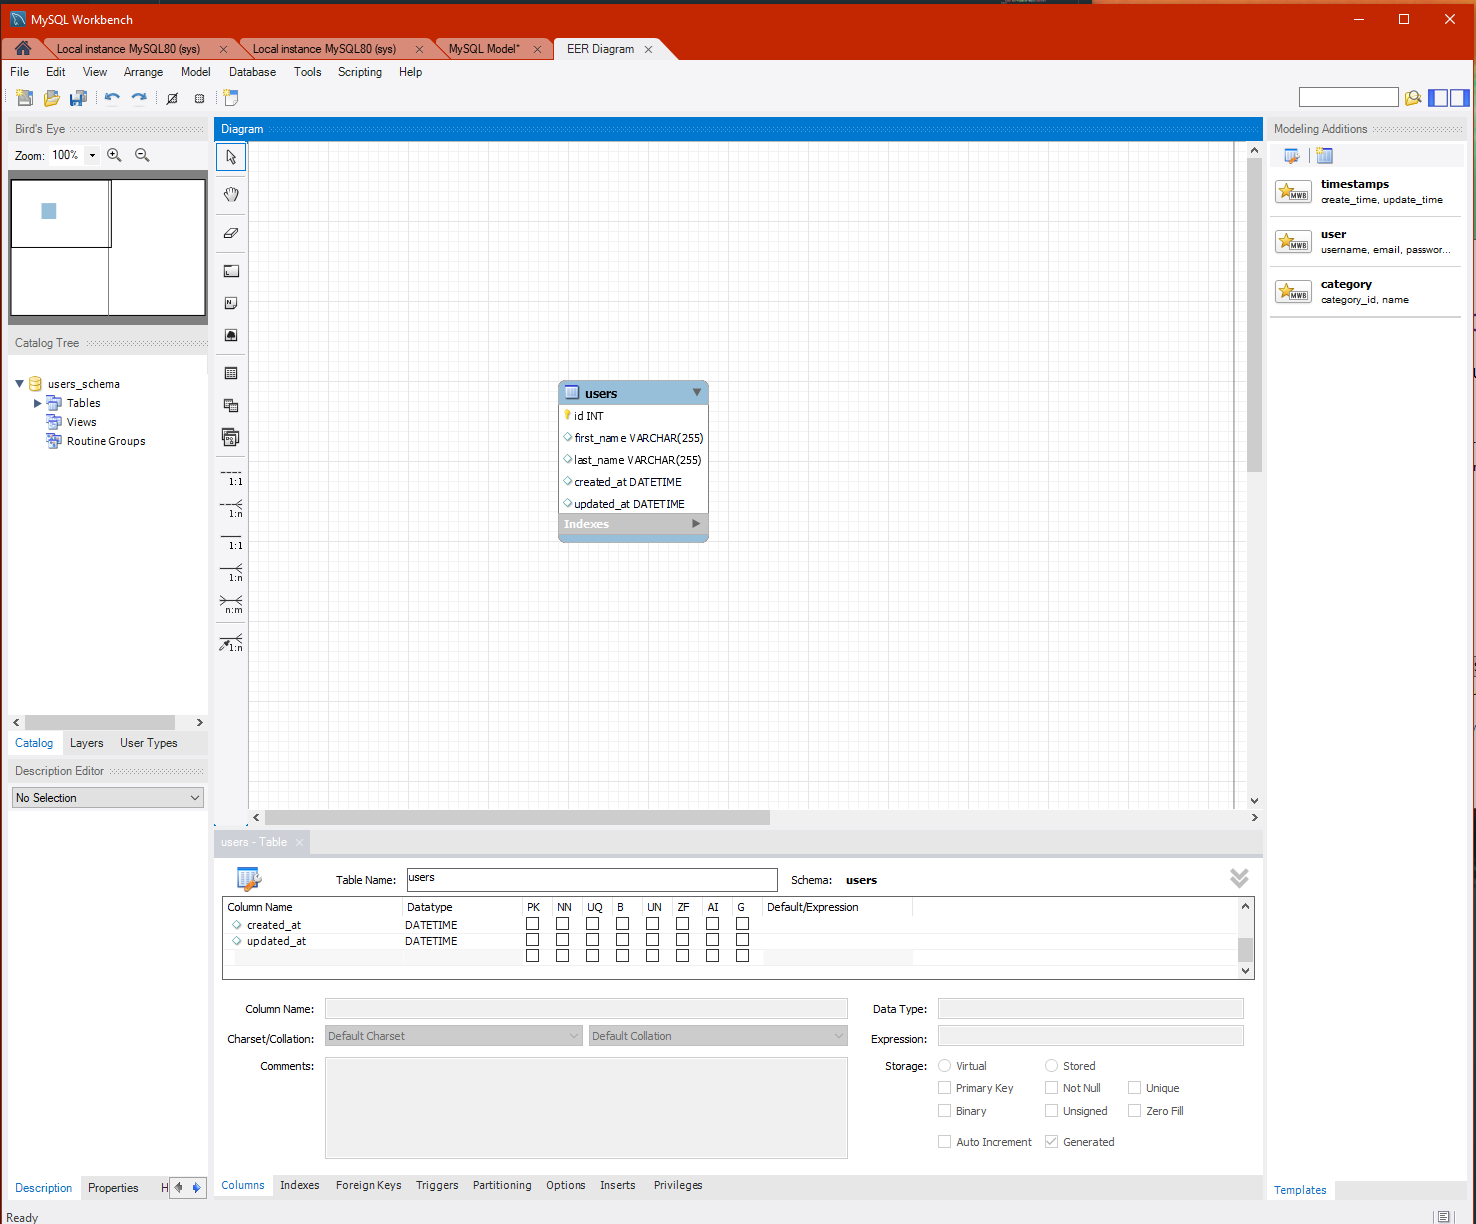 MySQL Workbench
Local instance MySQL80 (sys)
Local instance MySQL80 (sys)
MySQL Model*
EER Diagram
File Edit View Arrange Model Database Tools Scripting Help
Bird's Eye
Zoom: 100%
Catalog Tree
users_schema
Tables
Views
Routine Groups
Catalog Layers User Types
Description Editor
No Selection
Description Properties H
Diagram
1:1
1:n
1:1
1:n
n:m
1:n
users
id INT
first_name VARCHAR(255)
last_name VARCHAR(255)
created_at DATETIME
updated_at DATETIME
Indexes
Modeling Additions
MWB
timestamps
create_time, update_time
MWB
user
username, email, passwor...
MWB
category
category_id, name
Templates
users - Table
Table Name: users Schema: users
Column Name Datatype PK NN UQ B UN ZF AI G Default/Expression
created_at DATETIME
updated_at DATETIME
Column Name: Data Type:
Charset/Collation: Default Charset Default Collation Expression:
Comments: Storage: Virtual Stored
Primary Key Not Null Unique
Binary Unsigned Zero Fill
Auto Increment Generated
Columns Indexes Foreign Keys Triggers Partitioning Options Inserts Privileges
Ready